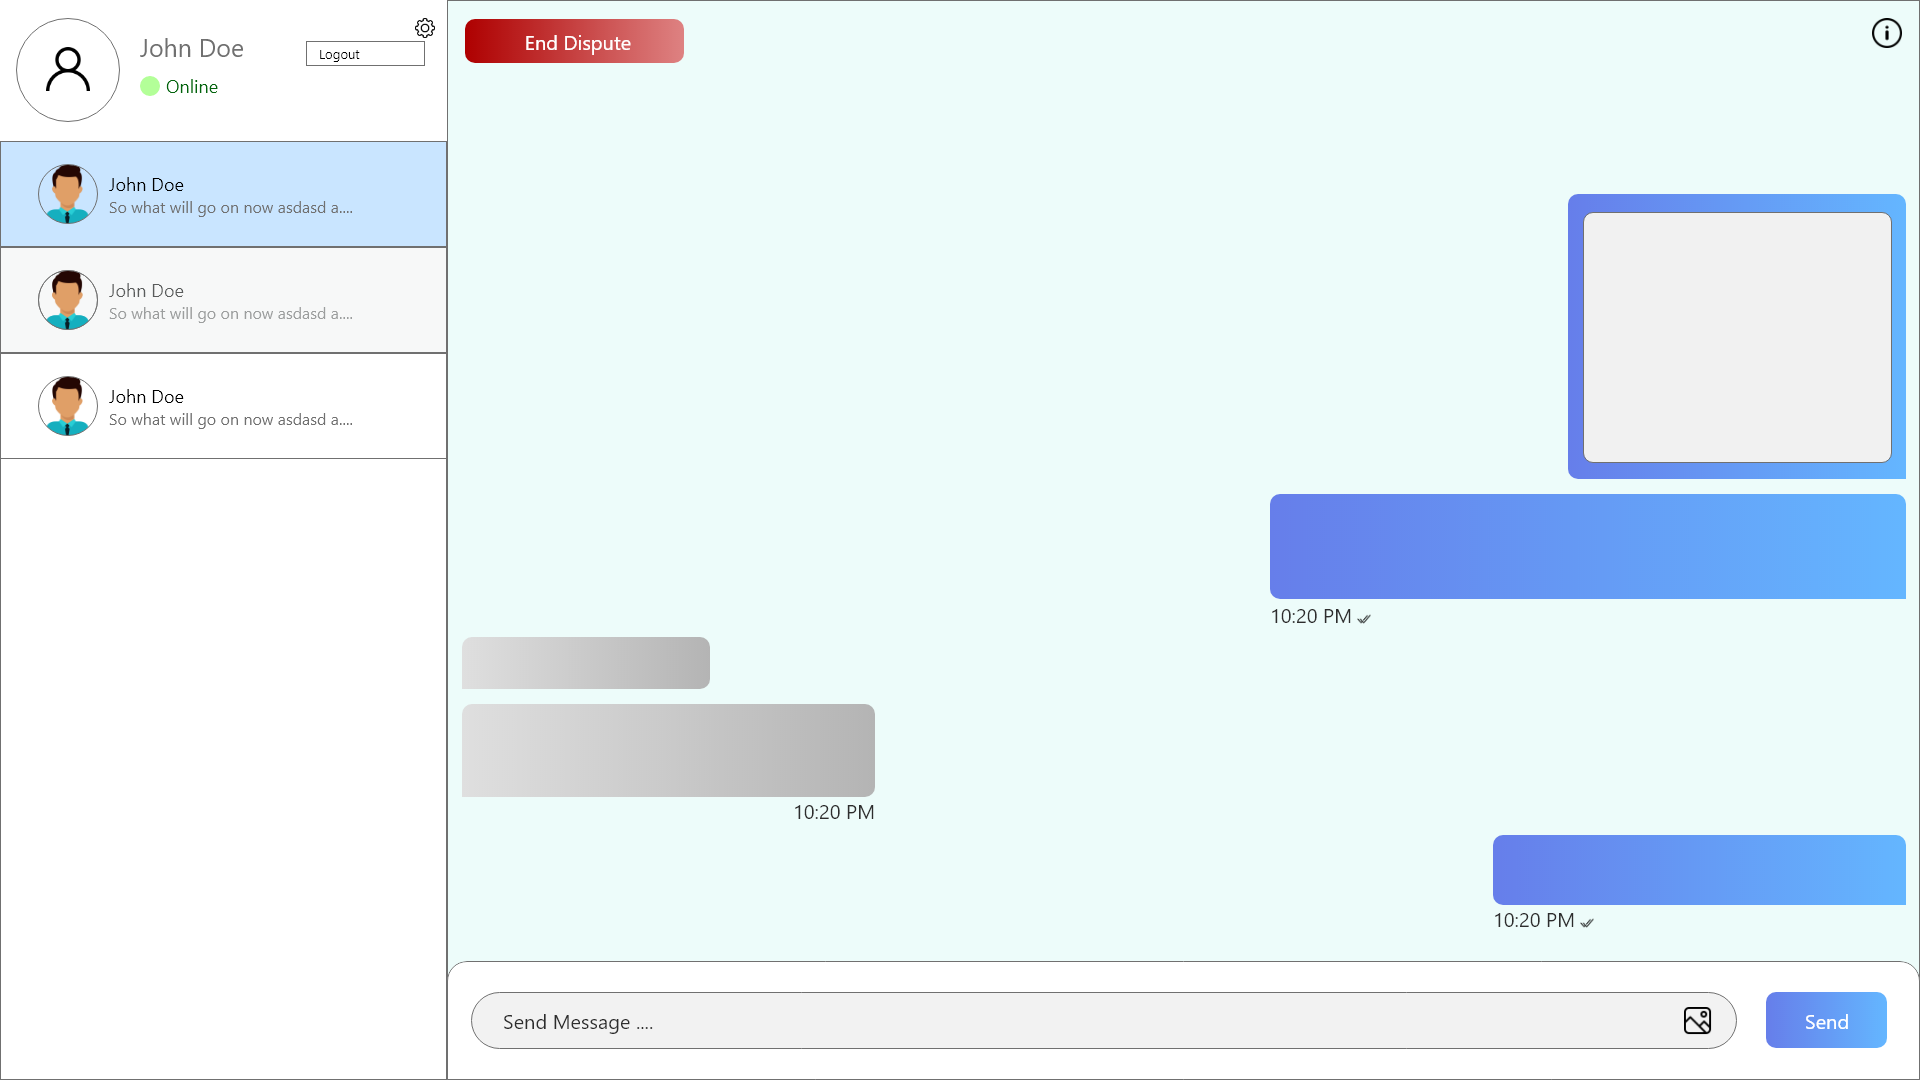 John Doe
Logout
Online
John Doe
So what will go on now asdasd a....
John Doe
So what will go on now asdasd a....
John Doe
So what will go on now asdasd a....
End Dispute
10:20 PM
10:20 PM
10:20 PM
Send Message ....
Send